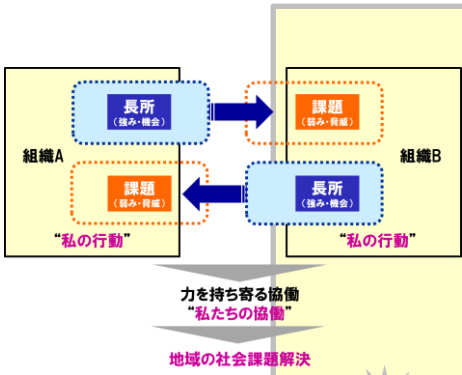 長所
(強み・機会)
課題
(弱み・脅威)
組織A
組織B
課題
(弱み・脅威)
長所
(強み・機会)
“私の行動”
“私の行動”
力を持ち寄る協働
“私たちの協働”
地域の社会課題解決